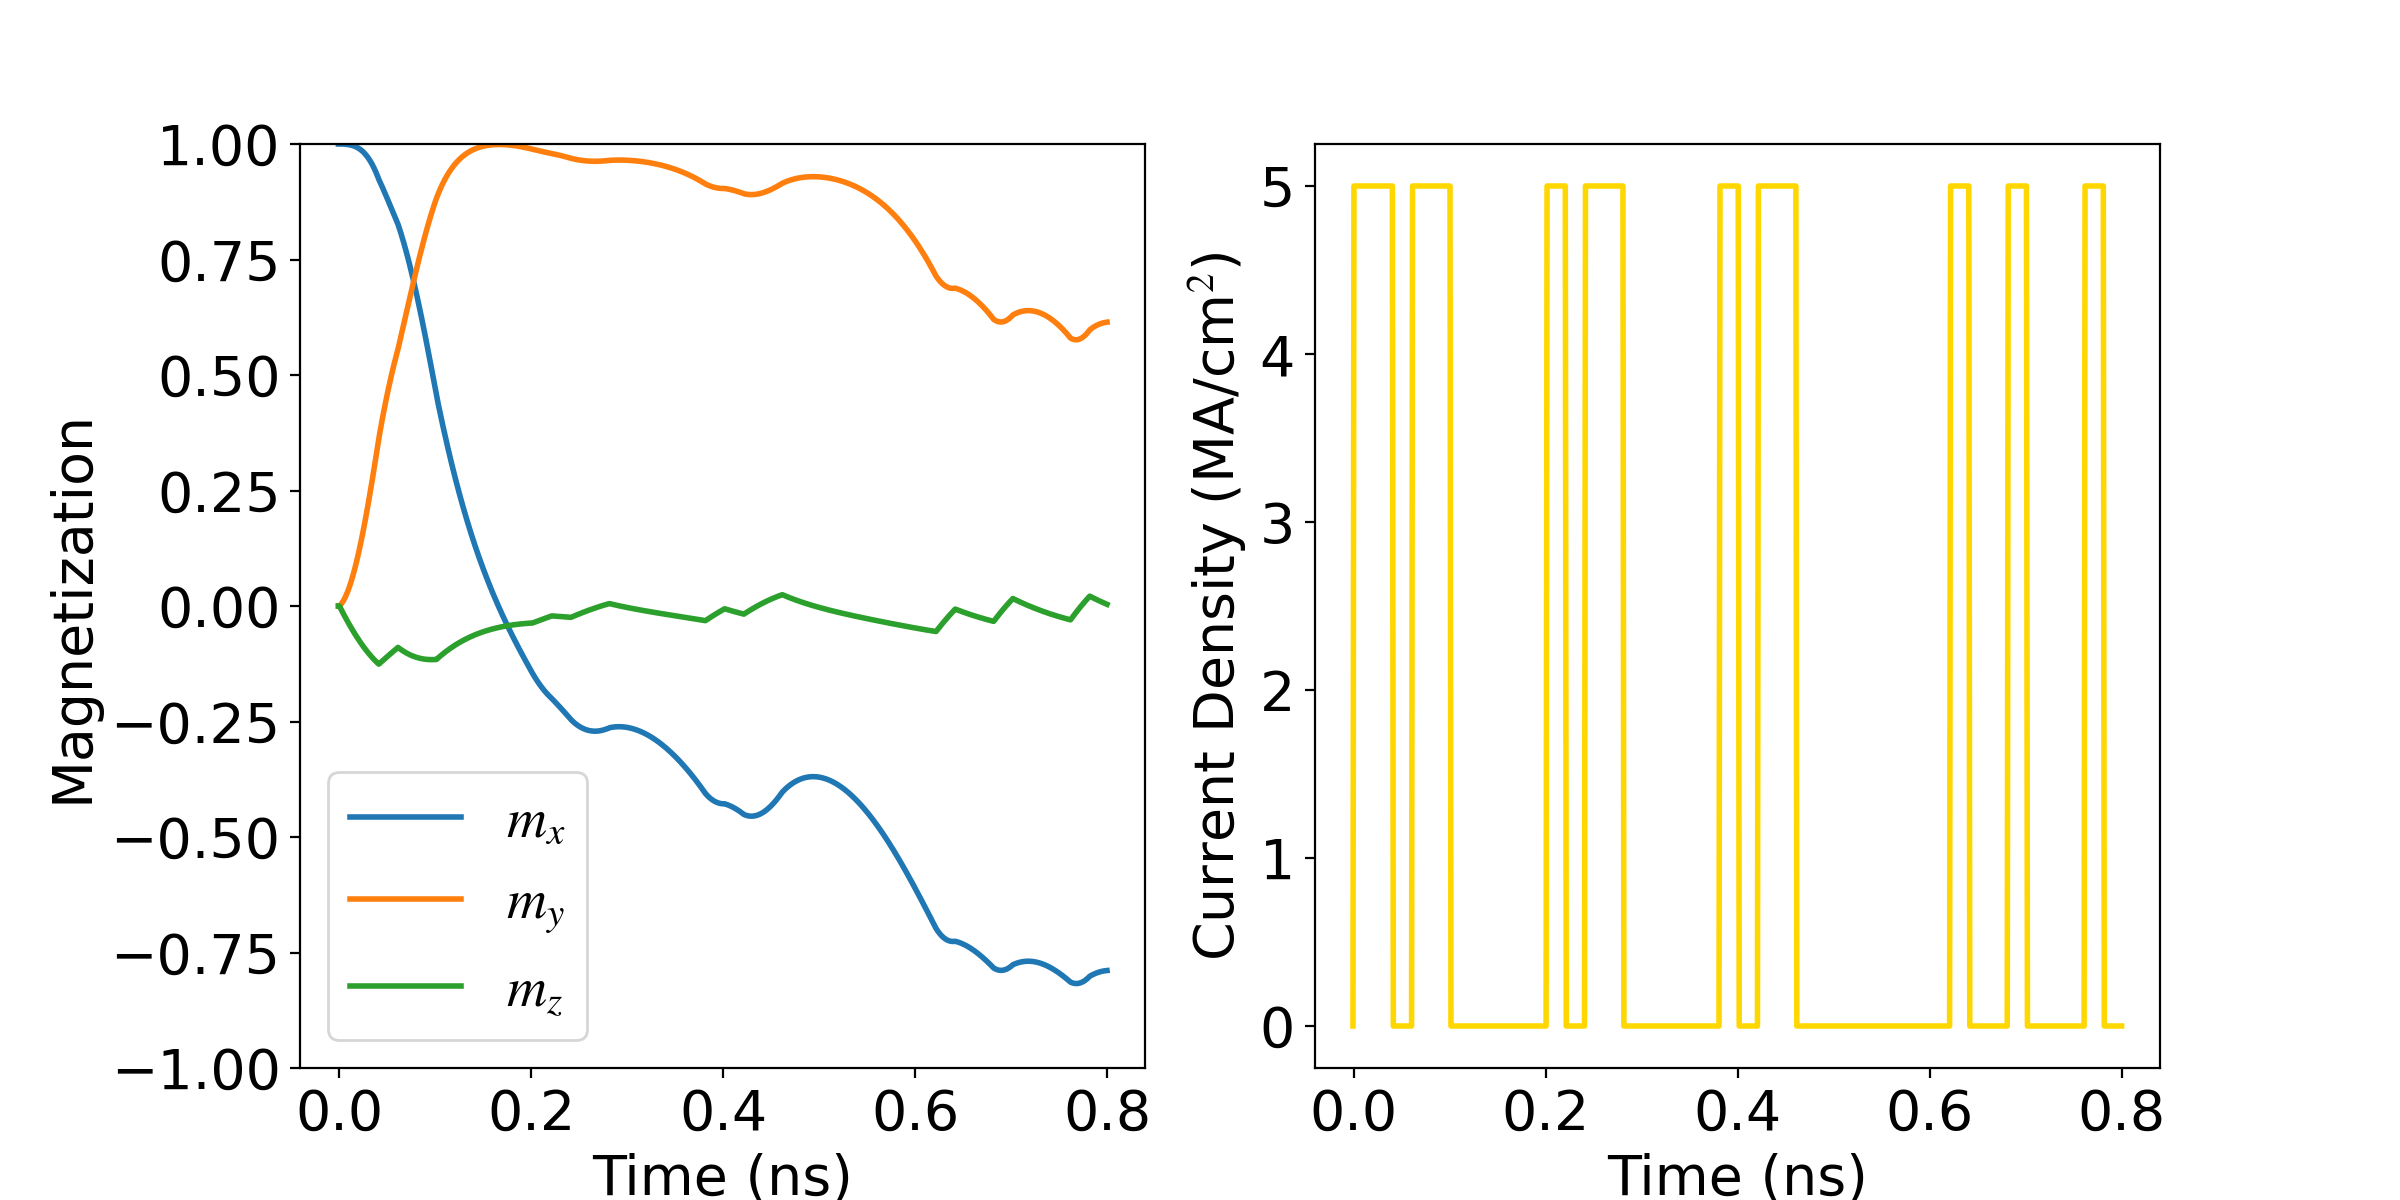 1.00
0.75
0.50
0.25
0.00
−0.25
−0.50
−0.75
−1.00
Magnetization
0.0 0.2 0.4 0.6 0.8
Time (ns)
m_x
m_y
m_z
5
4
3
2
1
0
Current Density (MA/cm²)
0.0 0.2 0.4 0.6 0.8
Time (ns)